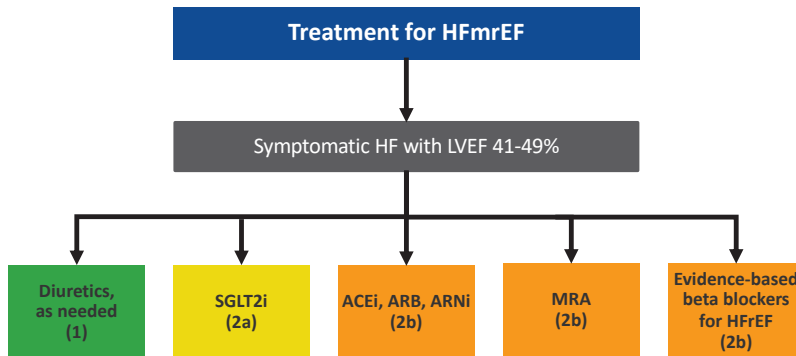 Treatment for HFmrEF
Symptomatic HF with LVEF 41-49%
Diuretics,
as needed
(1)
SGLT2i
(2a)
ACEi, ARB, ARNi
(2b)
MRA
(2b)
Evidence-based
beta blockers
for HFrEF
(2b)